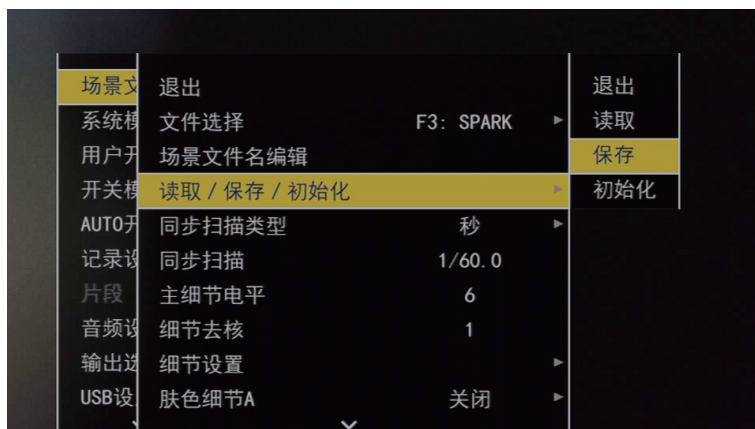 场景文
系统模
用户开
开关模
AUTO开
记录设
片段
音频设
输出选
USB设
退出
文件选择 F3: SPARK
场景文件名编辑
读取 / 保存 / 初始化
同步扫描类型 秒
同步扫描 1/60.0
主细节电平 6
细节去核 1
细节设置
肤色细节A 关闭
退出
读取
保存
初始化